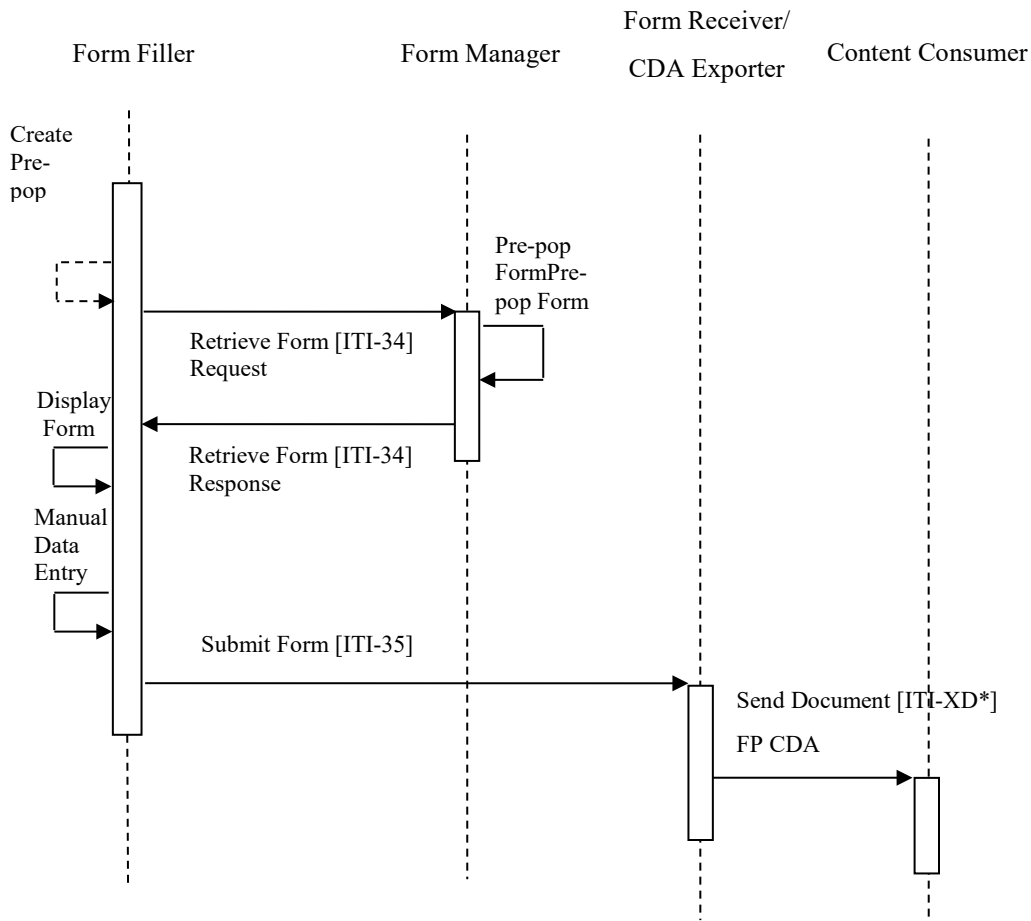 Form Filler
Form Manager
Form Receiver/
CDA Exporter
Content Consumer
Create
Pre-
pop
Pre-pop
FormPre-
pop Form
Retrieve Form [ITI-34]
Request
Display
Form
Retrieve Form [ITI-34]
Response
Manual
Data
Entry
Submit Form [ITI-35]
Send Document [ITI-XD*]
FP CDA